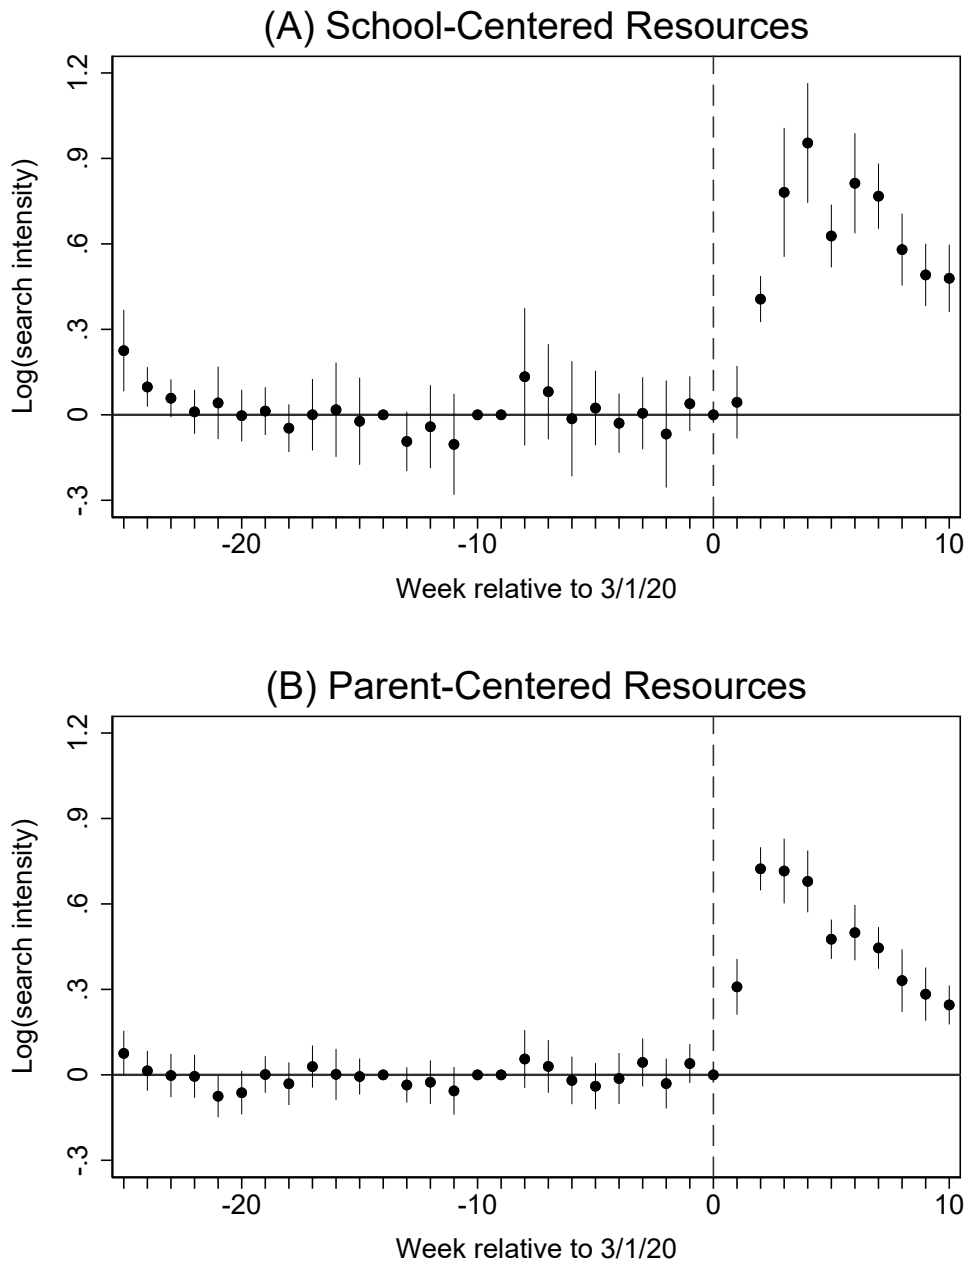 (A) School-Centered Resources
Log(search intensity)
1.2
.9
.6
.3
0
-.3
-20 -10 0 10
Week relative to 3/1/20
(B) Parent-Centered Resources
Log(search intensity)
1.2
.9
.6
.3
0
-.3
-20 -10 0 10
Week relative to 3/1/20